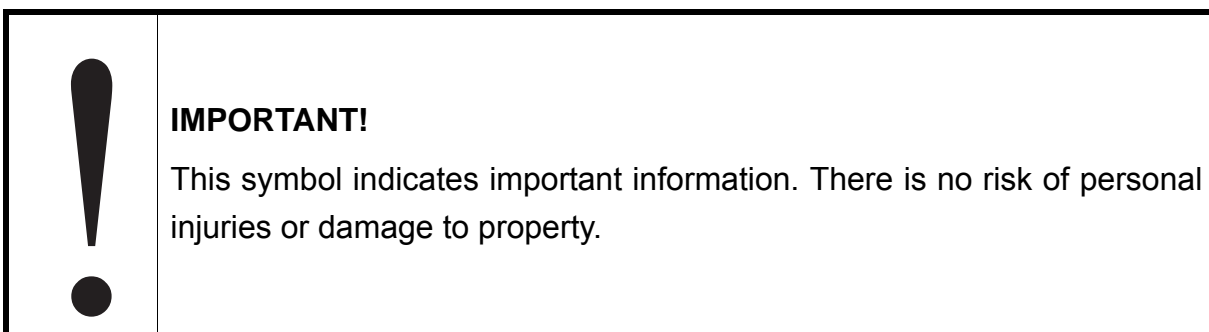 IMPORTANT!
This symbol indicates important information. There is no risk of personal
injuries or damage to property.